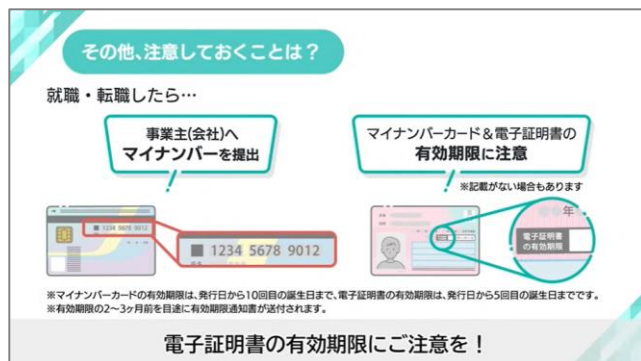 その他、注意しておくことは？
就職・転職したら…
事業主(会社)へ
マイナンバーを提出
マイナンバーカード＆電子証明書の
有効期限に注意
※記載がない場合もあります
1234 5678 9012
1234 5678 9012
年
電子証明書
の有効期限
※マイナンバーカードの有効期限は、発行日から10回目の誕生日まで、電子証明書の有効期限は、発行日から5回目の誕生日までです。
※有効期限の2〜3ヶ月前を目途に有効期限通知書が送付されます。
電子証明書の有効期限にご注意を！